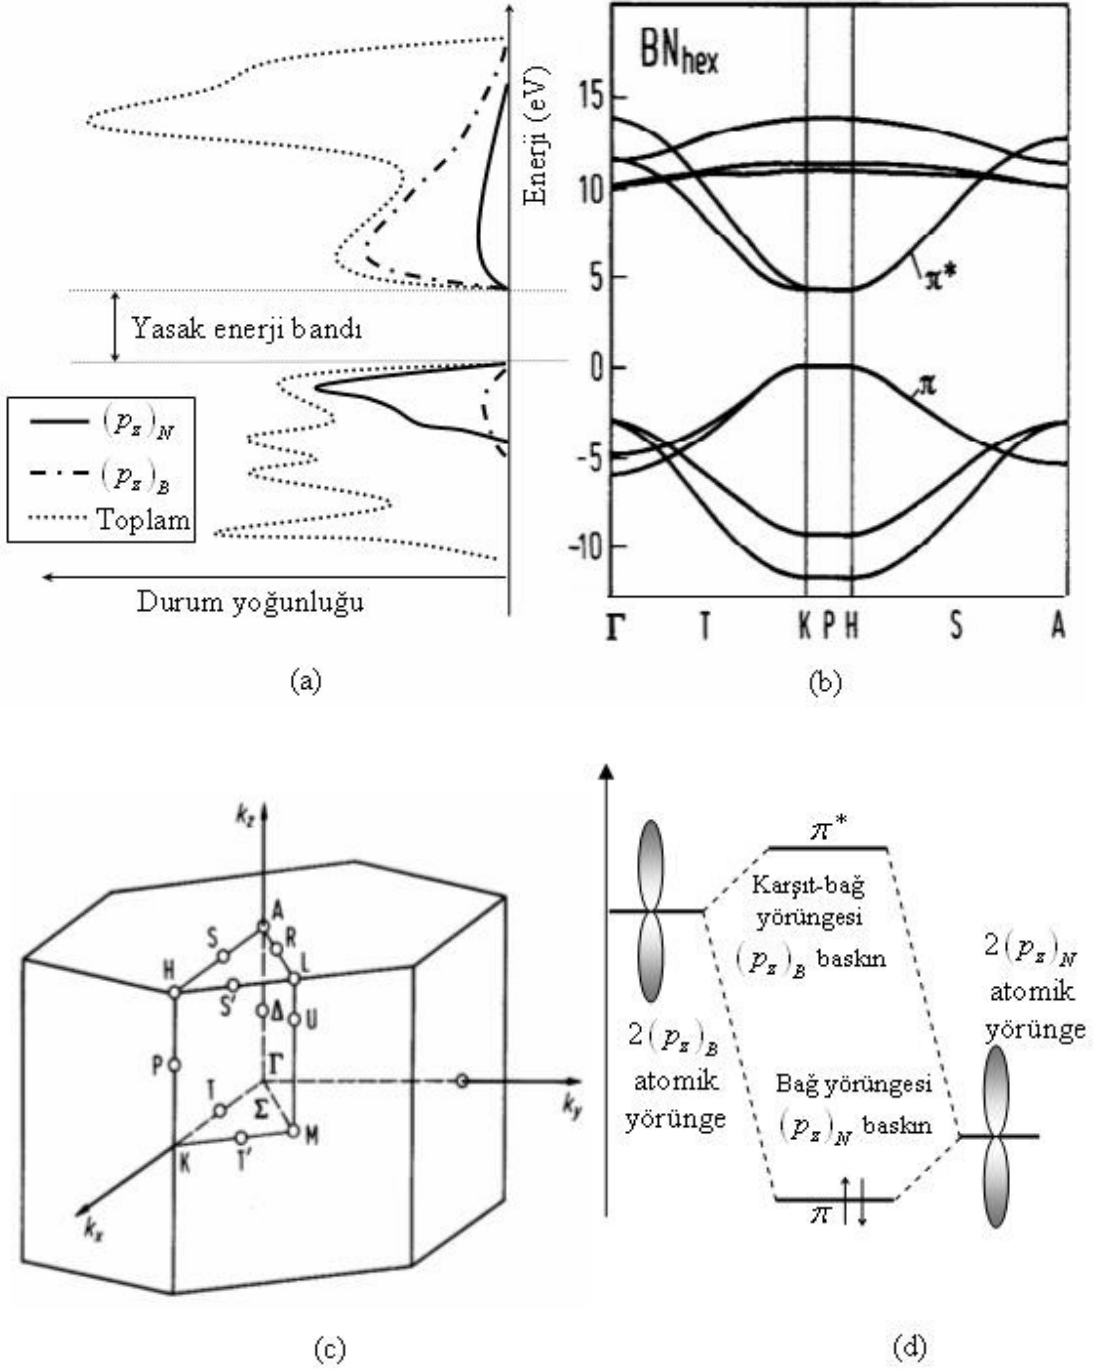 Enerji (eV)
Yasak enerji bandı
(p_z)_N
(p_z)_B
Toplam
Durum yoğunluğu
(a)
BN_hex
15
10
5
0
-5
-10
π*
π
Γ T K P H S A
(b)
k_z
A
S
R
H
L
S'
Δ
U
P
Γ
T
Σ
k_y
M
K
T'
k_x
(c)
π*
Karşıt-bağ
yörüngesi
(p_z)_B baskın
2(p_z)_N
atomik
yörünge
2(p_z)_B
atomik
yörünge
Bağ yörüngesi
(p_z)_N baskın
π
(d)